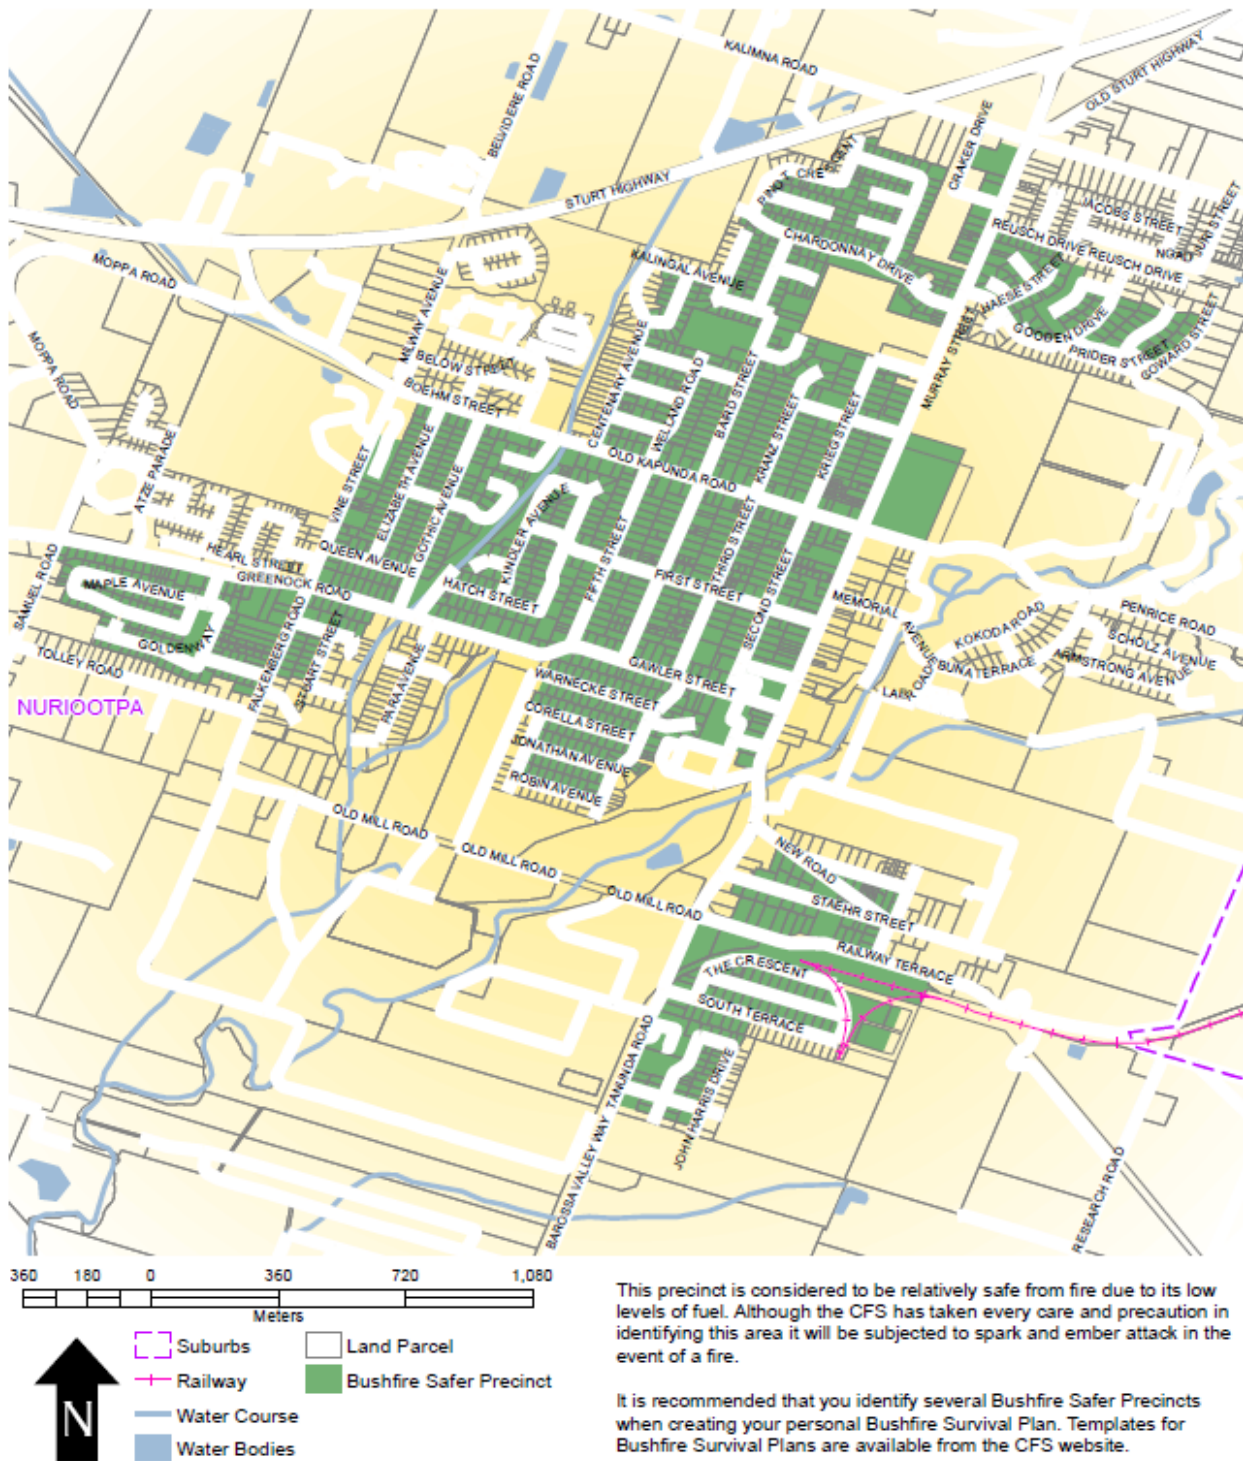 KALIMNA ROAD
OLD STURT HIGHWAY
BELVIDERE ROAD
CRAKER DRIVE
STURT HIGHWAY
PINOT CRESCENT
JACOBS STREET
NGADJURI STREET
REUSCH DRIVE REUSCH DRIVE
CHARDONNAY DRIVE
KALINGAL AVENUE
MOPPA ROAD
MOPPA ROAD
MILWAY AVENUE
HAESE STREET
GOODEN DRIVE
PRIDER STREET
COWARD STREET
MURRAY STREET
BELOW STREET
BOEHM STREET
CENTENARY AVENUE
WELLAND ROAD
BAIRD STREET
KRANZ STREET
KRIEG STREET
OLD KAPUNDA ROAD
ATZE PARADE
VINE STREET
ELIZABETH AVENUE
GOTHIC AVENUE
KINDLER AVENUE
FIFTH STREET
THIRD STREET
SECOND STREET
FIRST STREET
SAMUEL ROAD
HEARL STREET
QUEEN AVENUE
GREENOCK ROAD
HATCH STREET
MAPLE AVENUE
GOLDENWAY
TOLLEY ROAD
FALKENBERG ROAD
STUART STREET
PARA AVENUE
MEMORIAL AVENUE
KOKODA ROAD
PENRICE ROAD
SCHOLZ AVENUE
BUNA TERRACE
ARMSTRONG AVENUE
GAWLER STREET
WARNECKE STREET
CORELLA STREET
JONATHAN AVENUE
ROBIN AVENUE
NURIOOTPA
OLD MILL ROAD
OLD MILL ROAD
OLD MILL ROAD
NEW ROAD
STAEHR STREET
RAILWAY TERRACE
THE CRESCENT
SOUTH TERRACE
JOHN HARRIS DRIVE
BAROSSA VALLEY WAY TANUNDA ROAD
RESEARCH ROAD
360 180 0 360 720 1,080
Meters
N
Suburbs
Railway
Water Course
Water Bodies
Land Parcel
Bushfire Safer Precinct
This precinct is considered to be relatively safe from fire due to its low
levels of fuel. Although the CFS has taken every care and precaution in
identifying this area it will be subjected to spark and ember attack in the
event of a fire.
It is recommended that you identify several Bushfire Safer Precincts
when creating your personal Bushfire Survival Plan. Templates for
Bushfire Survival Plans are available from the CFS website.